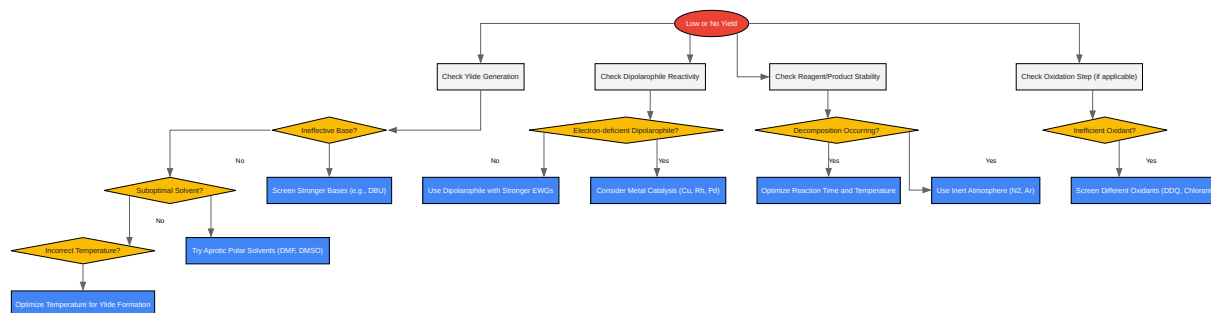 Low or No Yield
Check Ylide Generation
Check Dipolarophile Reactivity
Check Reagent/Product Stability
Check Oxidation Step (if applicable)
Ineffective Base?
Electron-deficient Dipolarophile?
Decomposition Occurring?
Inefficient Oxidant?
No
No
Yes
Yes
Yes
Yes
Suboptimal Solvent?
Screen Stronger Bases (e.g., DBU)
Use Dipolarophile with Stronger EWGs
Consider Metal Catalysis (Cu, Rh, Pd)
Optimize Reaction Time and Temperature
Use Inert Atmosphere (N2, Ar)
Screen Different Oxidants (DDQ, Chloranil
No
Incorrect Temperature?
Try Aprotic Polar Solvents (DMF, DMSO)
Optimize Temperature for Ylide Formation